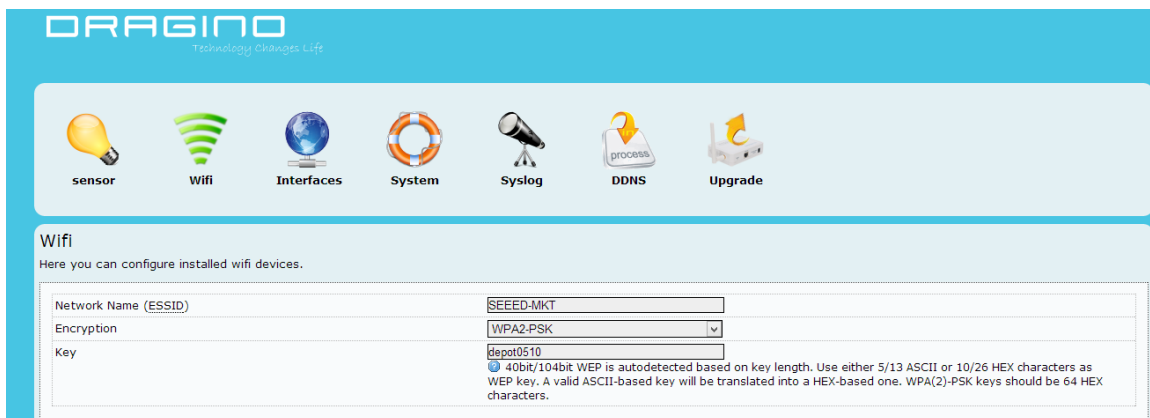 DRAGINO
Technology Changes Life
sensor Wifi Interfaces System Syslog DDNS Upgrade
process
Wifi
Here you can configure installed wifi devices.
Network Name (ESSID) SEEED-MKT
Encryption WPA2-PSK
Key depot0510
40bit/104bit WEP is autodetected based on key length. Use either 5/13 ASCII or 10/26 HEX characters as
WEP key. A valid ASCII-based key will be translated into a HEX-based one. WPA(2)-PSK keys should be 64 HEX
characters.